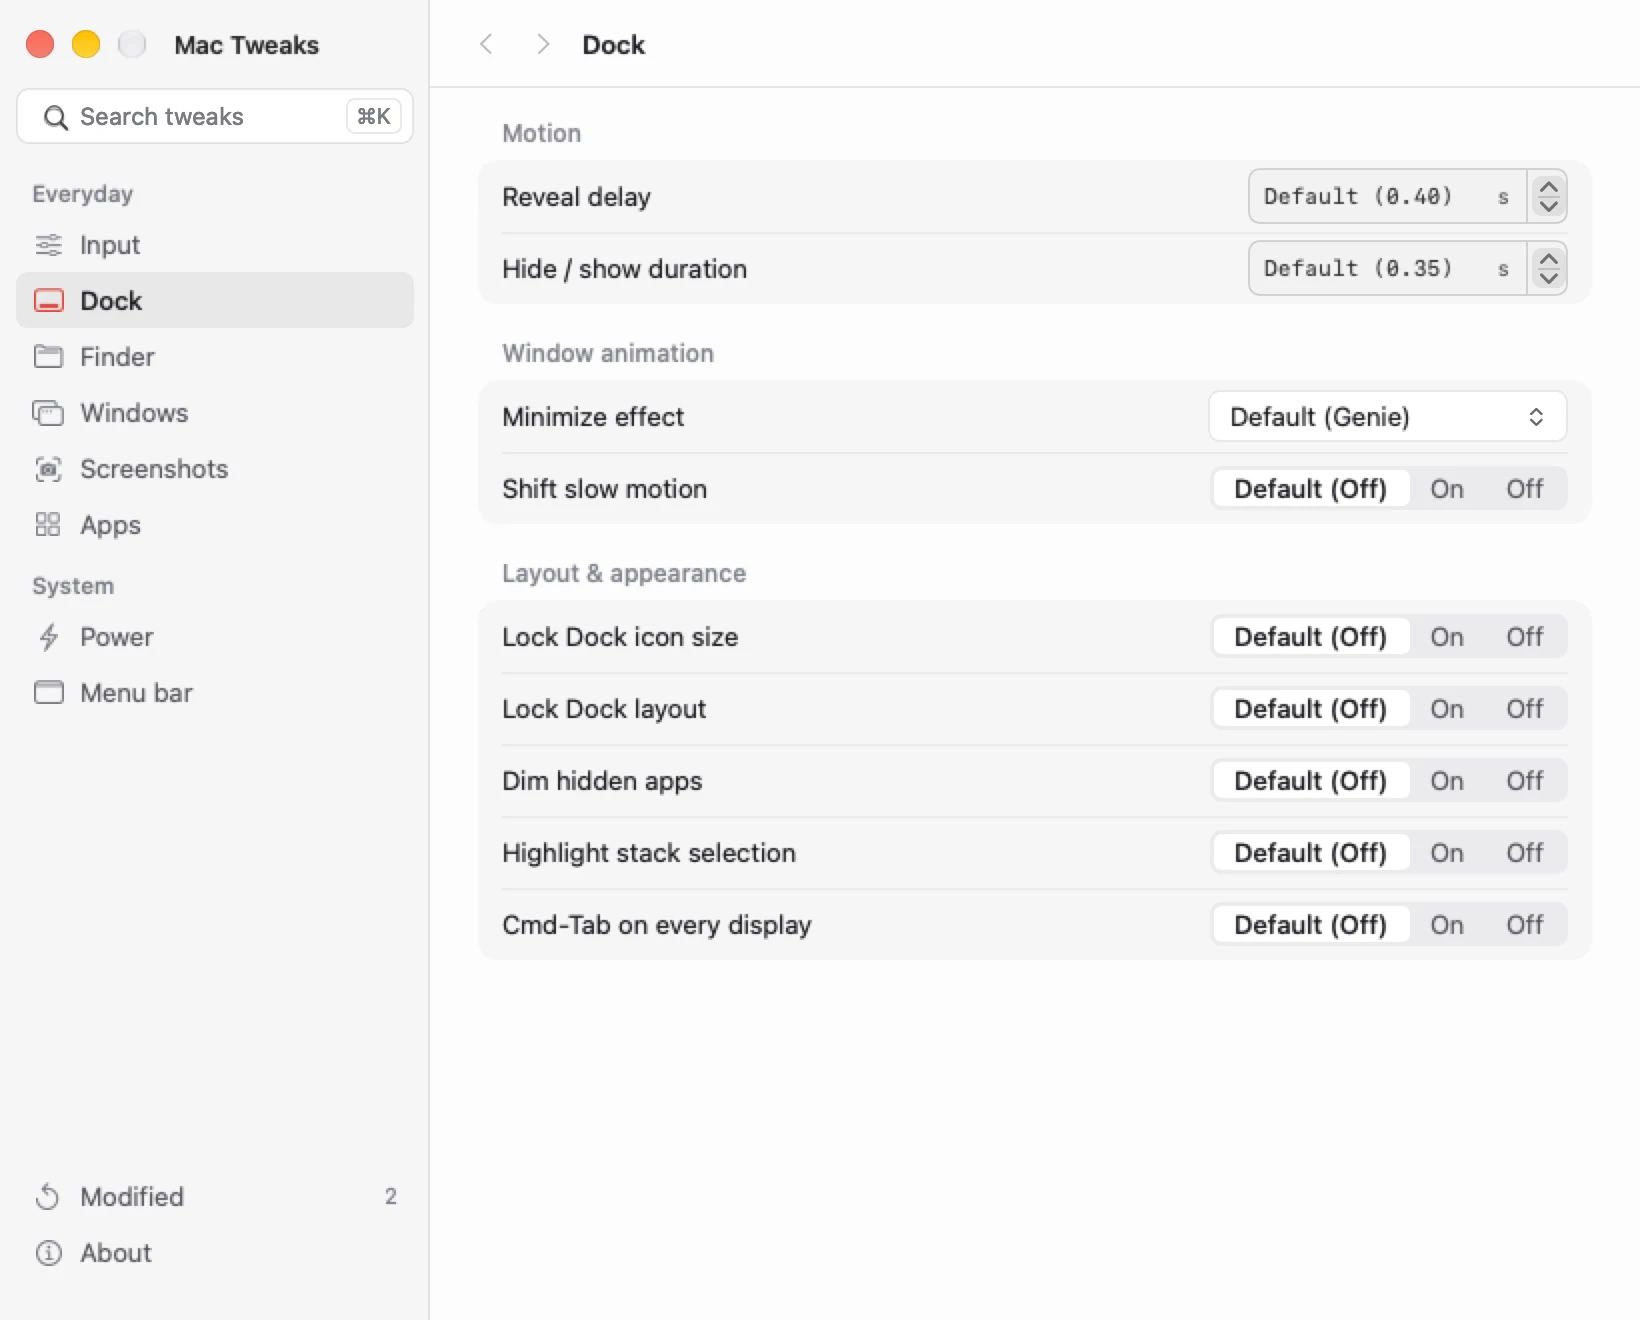 Mac Tweaks
Search tweaks ⌘K
Everyday
Input
Dock
Finder
Windows
Screenshots
Apps
System
Power
Menu bar
Modified 2
About
Dock
Motion
Reveal delay Default (0.40) s
Hide / show duration Default (0.35) s
Window animation
Minimize effect Default (Genie)
Shift slow motion Default (Off) On Off
Layout & appearance
Lock Dock icon size Default (Off) On Off
Lock Dock layout Default (Off) On Off
Dim hidden apps Default (Off) On Off
Highlight stack selection Default (Off) On Off
Cmd-Tab on every display Default (Off) On Off